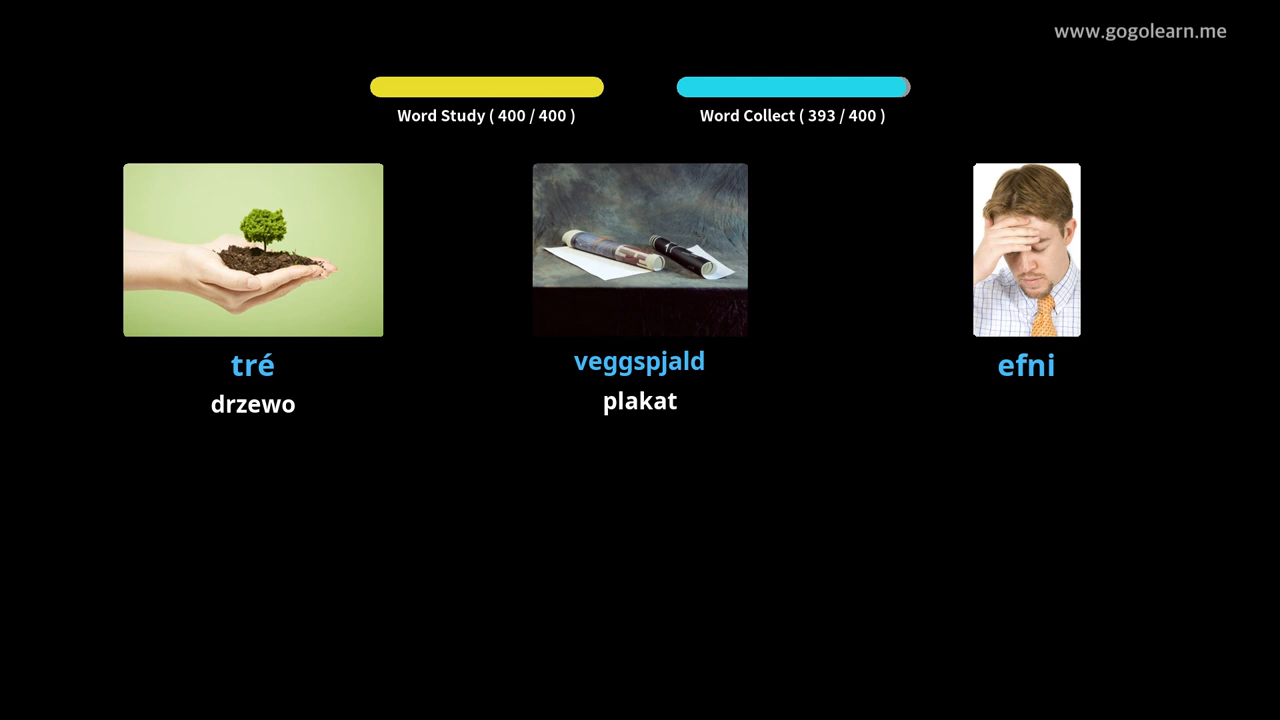 www.gogolearn.me
Word Study ( 400 / 400 )
Word Collect ( 393 / 400 )
tré
drzewo
veggspjald
plakat
efni